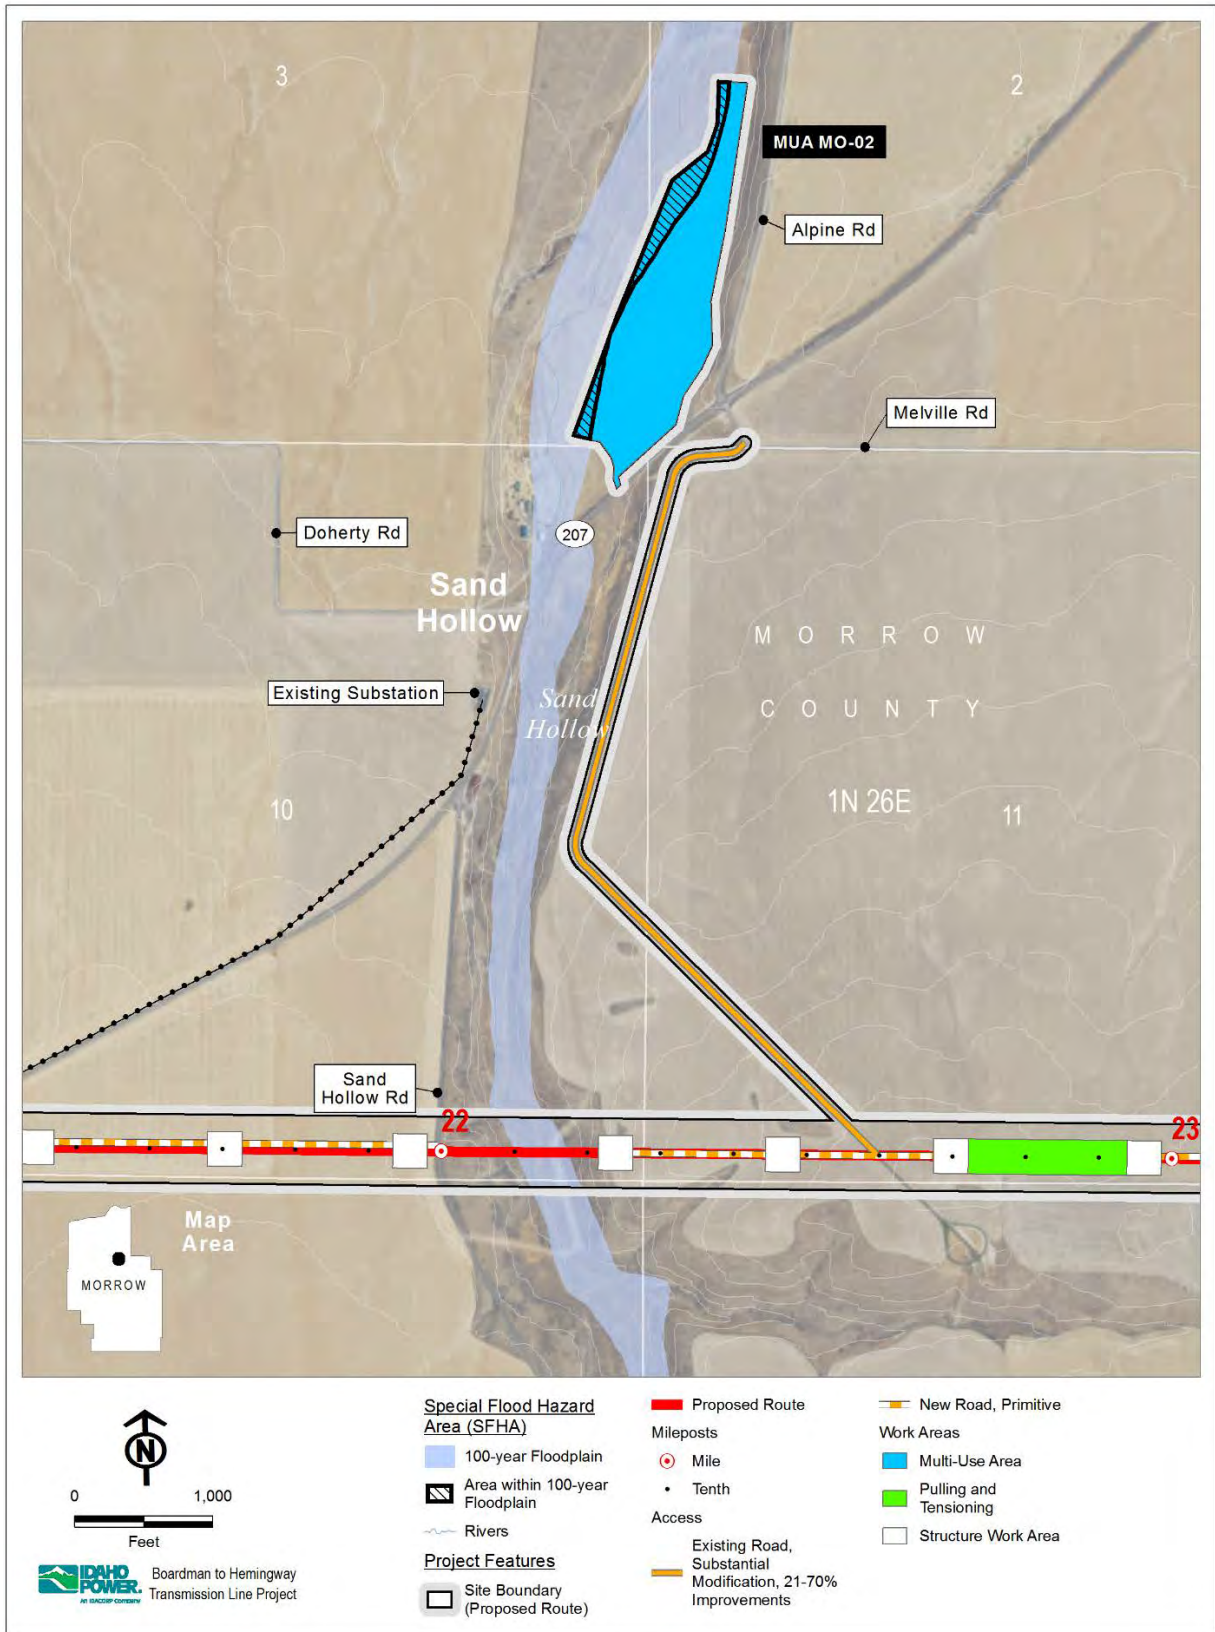 3
2
MUA MO-02
Alpine Rd
Melville Rd
Doherty Rd
207
Sand
Hollow
M O R R O W
C O U N T Y
Existing Substation
Sand
Hollow
1N 26E
10
11
Sand
Hollow Rd
22
23
Map
Area
MORROW
N
0 1,000
Feet
IDAHO
POWER.
An IDACORP Company
Boardman to Hemingway
Transmission Line Project
Special Flood Hazard
Area (SFHA)
100-year Floodplain
Area within 100-year
Floodplain
Rivers
Project Features
Site Boundary
(Proposed Route)
Proposed Route
Mileposts
Mile
Tenth
Access
Existing Road,
Substantial
Modification, 21-70%
Improvements
New Road, Primitive
Work Areas
Multi-Use Area
Pulling and
Tensioning
Structure Work Area